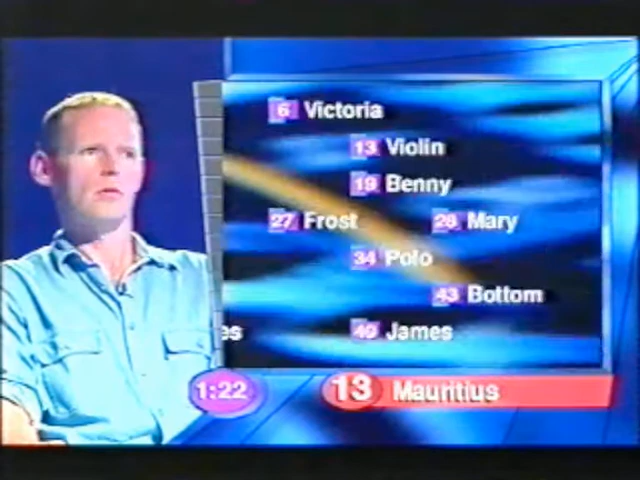 6 Victoria
13 Violin
19 Benny
27 Frost 28 Mary
34 Polo
43 Bottom
es 49 James
1:22 13 Mauritius